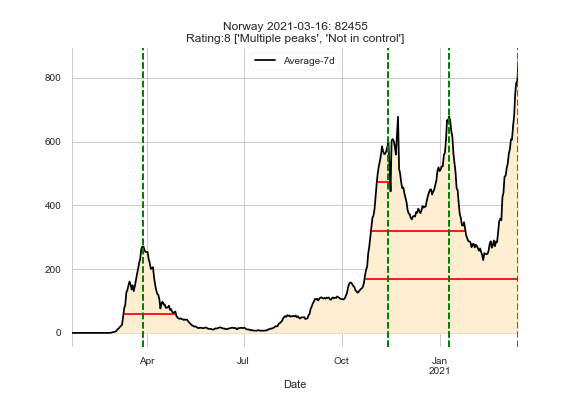 Norway 2021-03-16: 82455
Rating:8 ['Multiple peaks', 'Not in control']
Average-7d
800
600
400
200
0
Apr
Jul
Oct
Jan
2021
Date